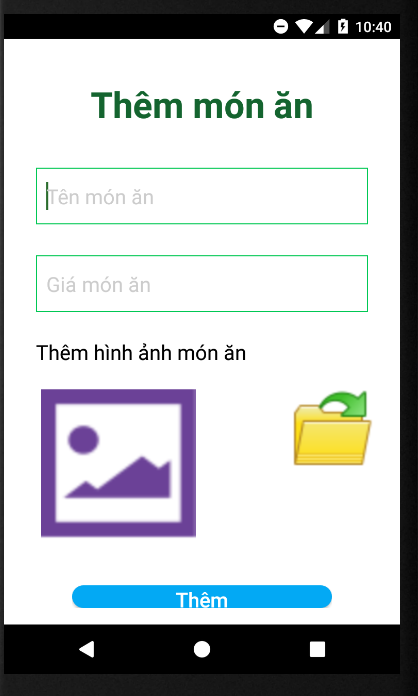 10:40
Thêm món ăn
Tên món ăn
Giá món ăn
Thêm hình ảnh món ăn
Thêm